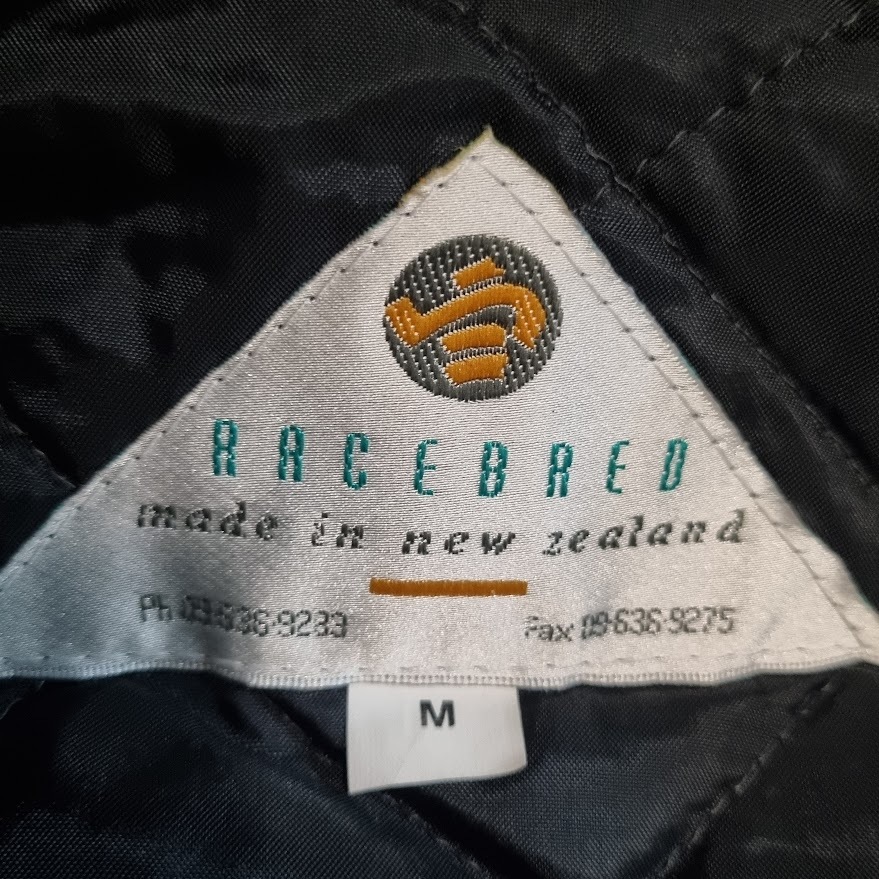 RACEBRED
made in new zealand
Ph 09·636·9233 Fax 09·636·9275
M